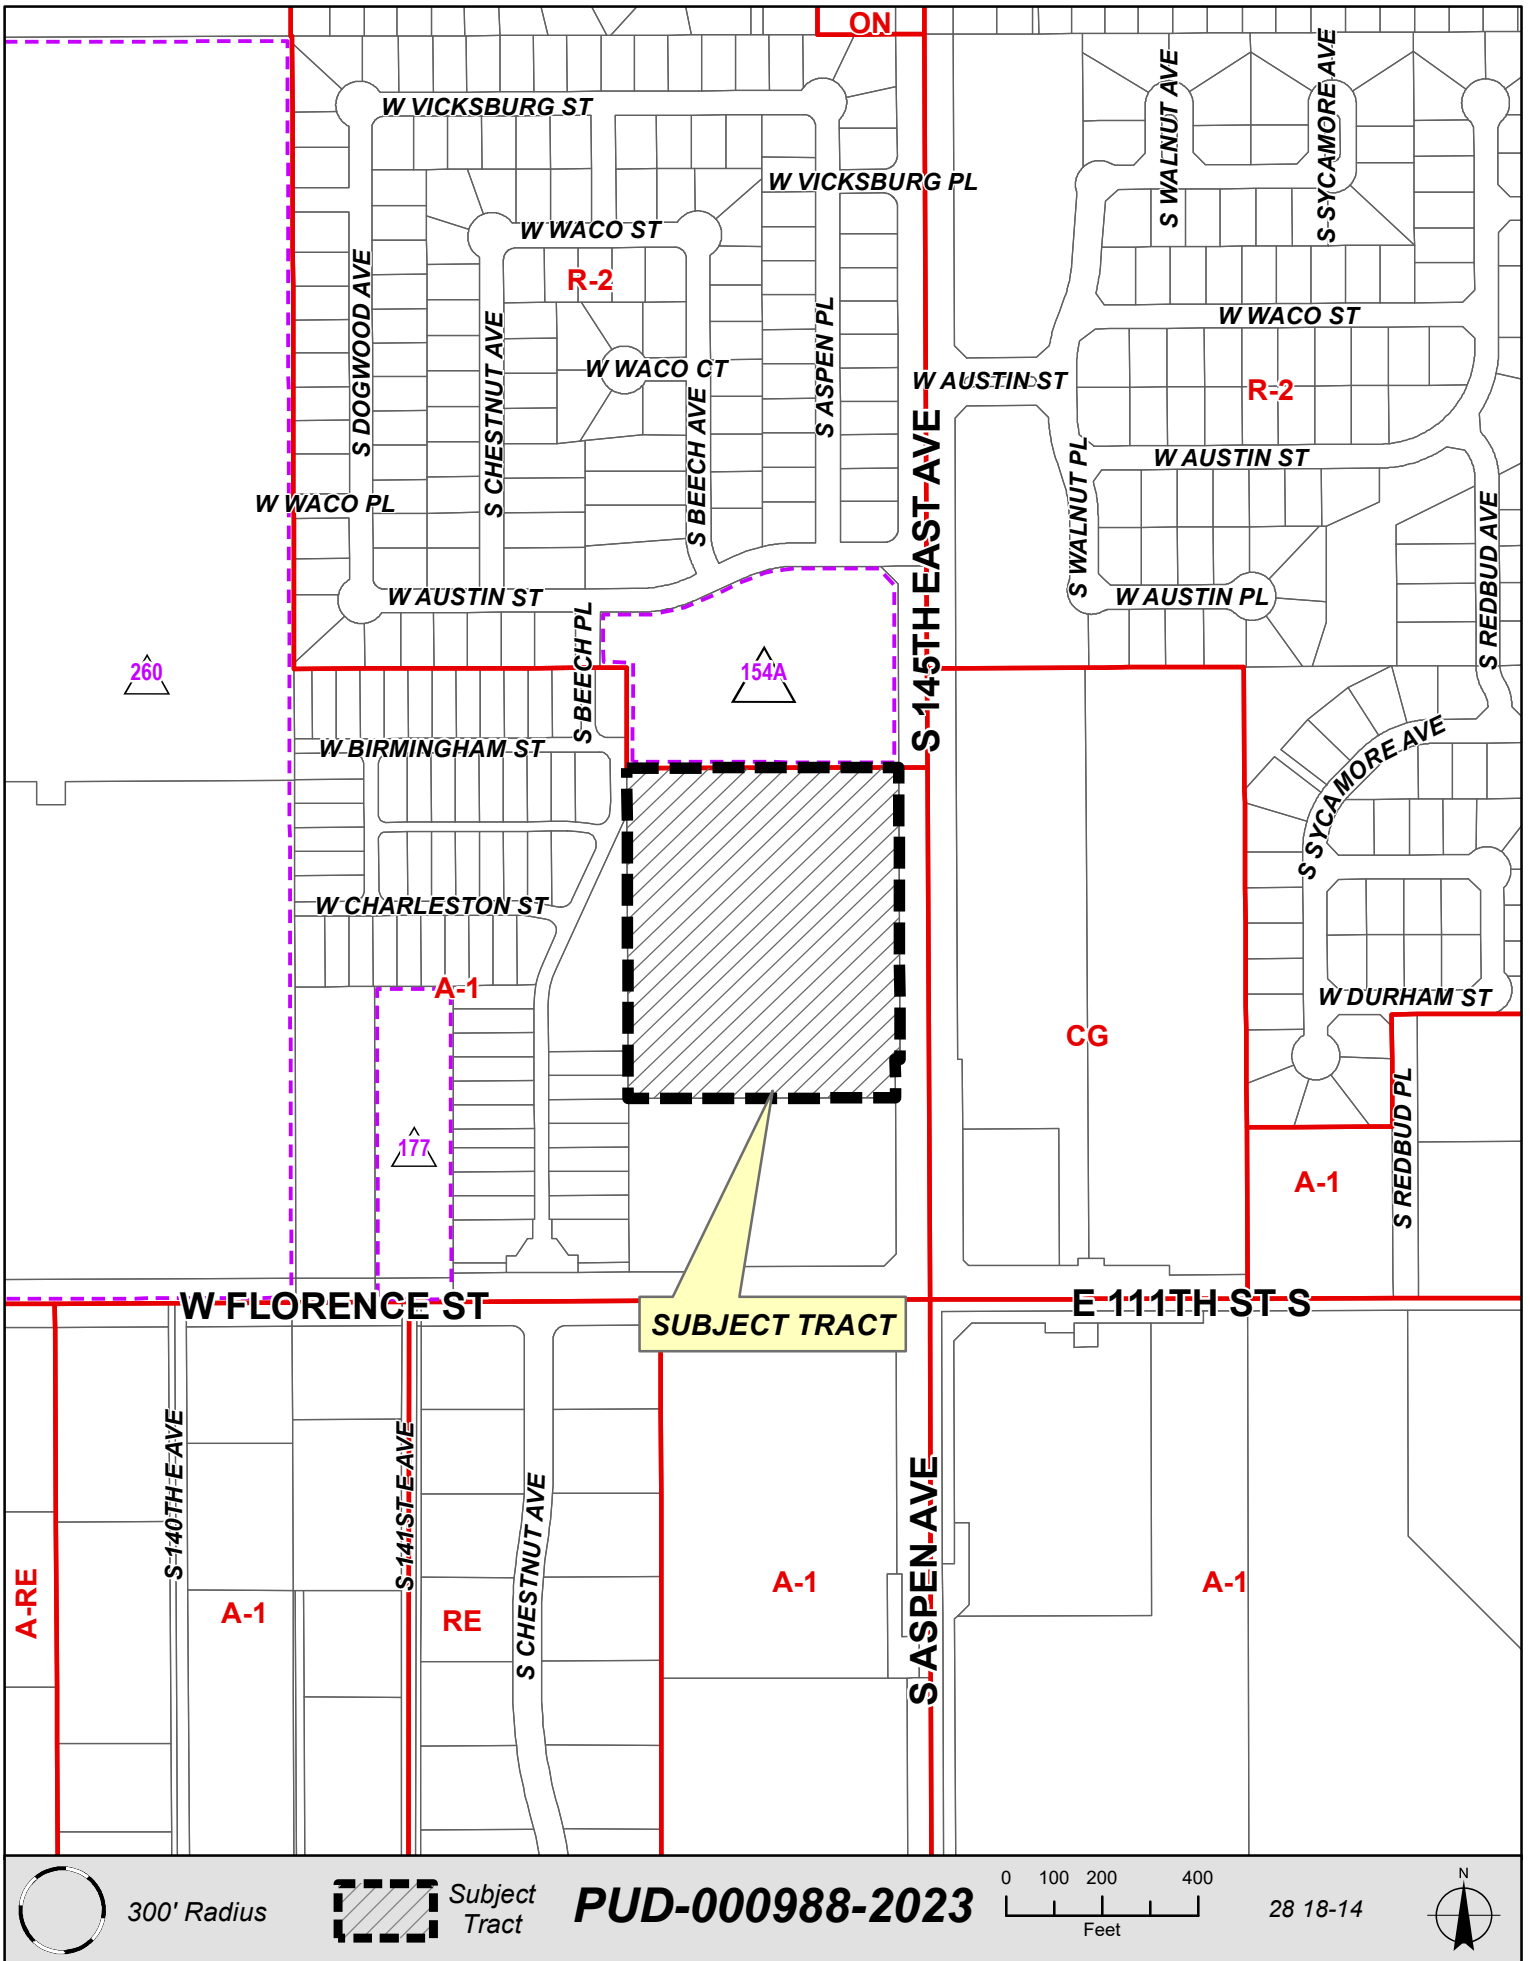 ON
W VICKSBURG ST
S WALNUT AVE
S SYCAMORE AVE
W VICKSBURG PL
W WACO ST
R-2
S DOGWOOD AVE
S CHESTNUT AVE
S ASPEN PL
W WACO ST
W WACO CT
W AUSTIN ST
R-2
S BEECH AVE
S 145TH EAST AVE
S WALNUT PL
W AUSTIN ST
W WACO PL
S REDBUD AVE
W AUSTIN ST
W AUSTIN PL
S BEECH PL
260
154A
W BIRMINGHAM ST
S SYCAMORE AVE
W CHARLESTON ST
A-1
W DURHAM ST
CG
177
S REDBUD PL
A-1
W FLORENCE ST
E 111TH ST S
SUBJECT TRACT
S 140TH E AVE
S 141ST E AVE
S CHESTNUT AVE
S ASPEN AVE
A-RE
A-1
RE
A-1
A-1
300' Radius
Subject
Tract
PUD-000988-2023
0 100 200 400
Feet
28 18-14
N